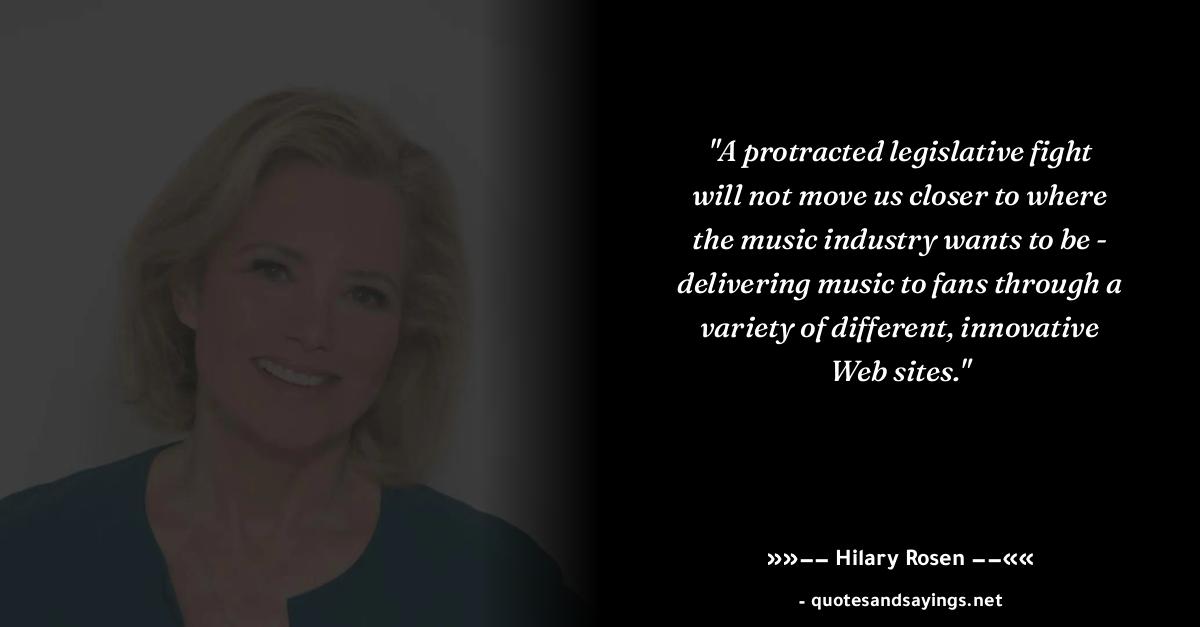 "A protracted legislative fight
will not move us closer to where
the music industry wants to be -
delivering music to fans through a
variety of different, innovative
Web sites."
»»−− Hilary Rosen −−««
- quotesandsayings.net